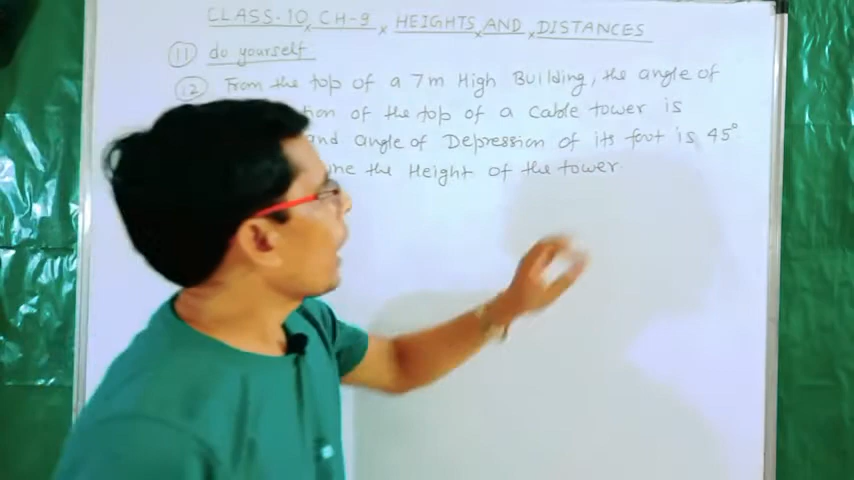 CLASS-10 CH-9 HEIGHTS AND DISTANCES
11 do yourself
12 From the top of a 7m High Building, the angle of
tion of the top of a cable tower is
and angle of Depression of its foot is 45°
ine the Height of the tower.